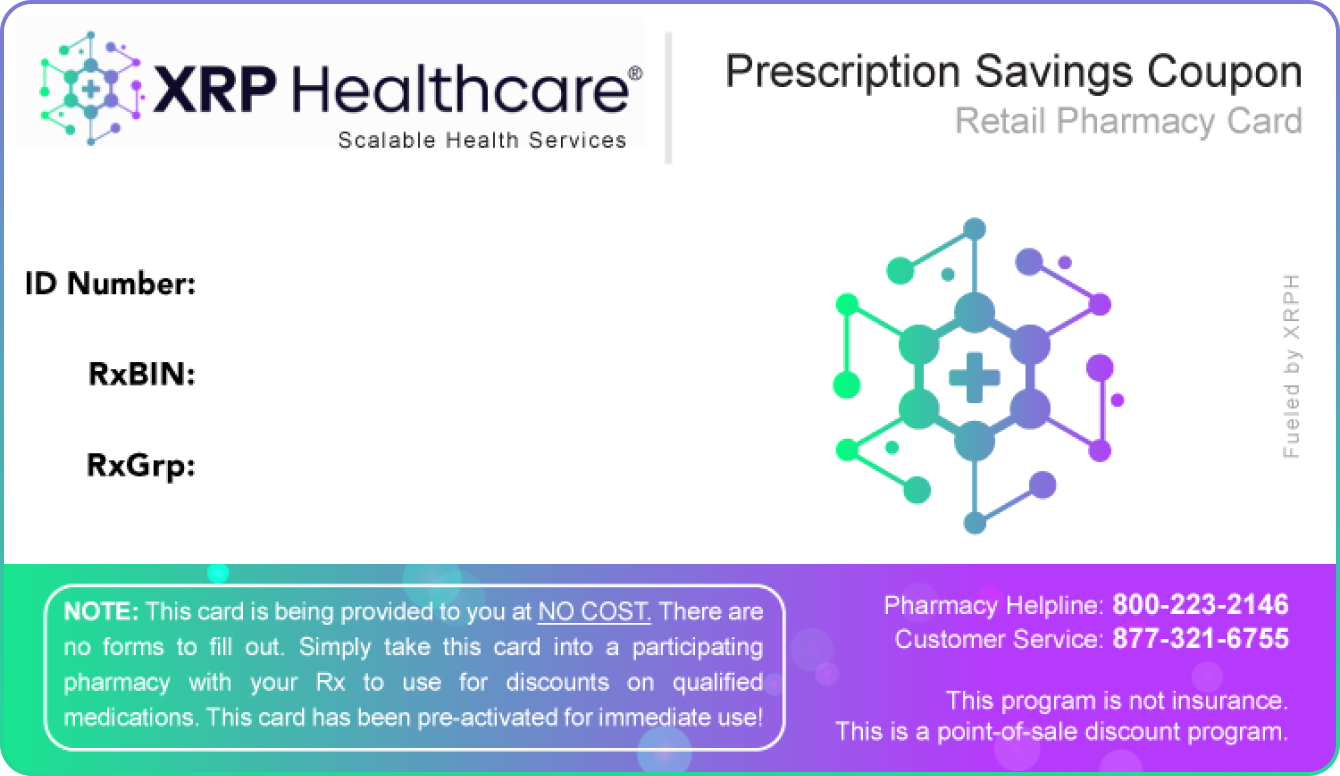 XRP Healthcare®
Scalable Health Services
Prescription Savings Coupon
Retail Pharmacy Card
ID Number:
RxBIN:
RxGrp:
Fueled by XRPH
NOTE: This card is being provided to you at NO COST. There are
no forms to fill out. Simply take this card into a participating
pharmacy with your Rx to use for discounts on qualified
medications. This card has been pre-activated for immediate use!
Pharmacy Helpline: 800-223-2146
Customer Service: 877-321-6755
This program is not insurance.
This is a point-of-sale discount program.